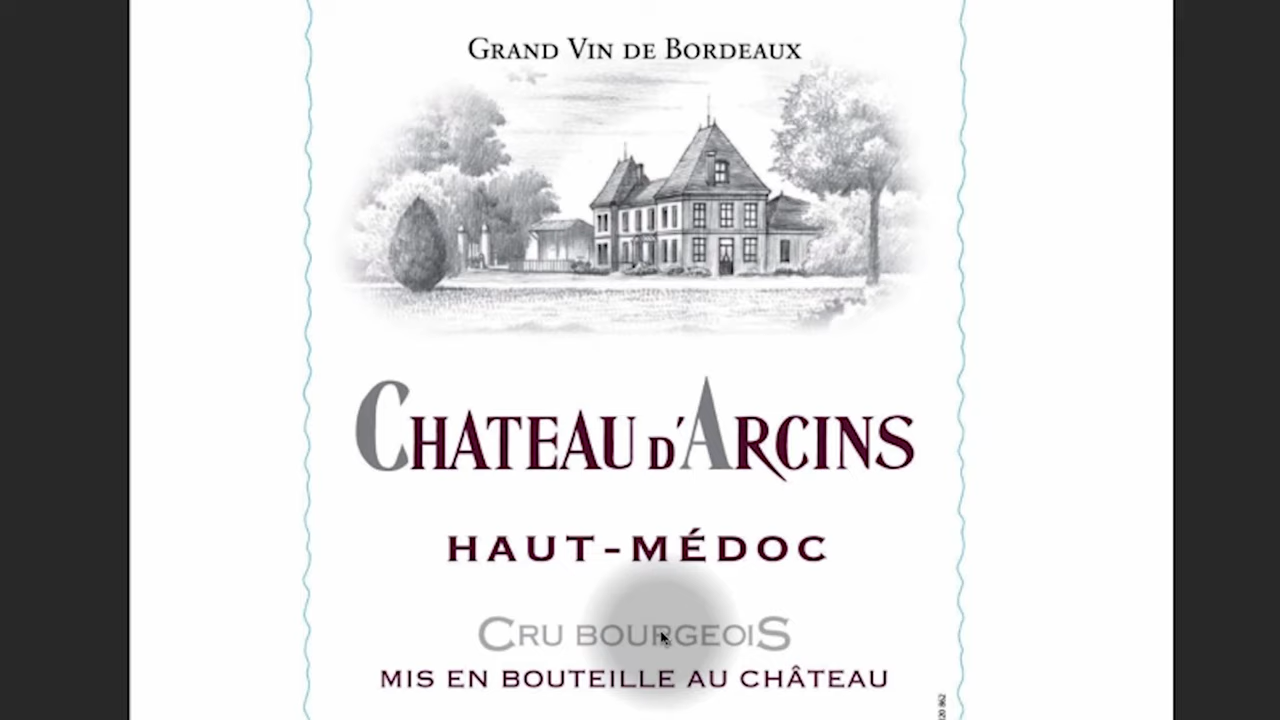 GRAND VIN DE BORDEAUX
CHATEAU D'ARCINS
HAUT-MÉDOC
CRU BOURGEOIS
MIS EN BOUTEILLE AU CHÂTEAU